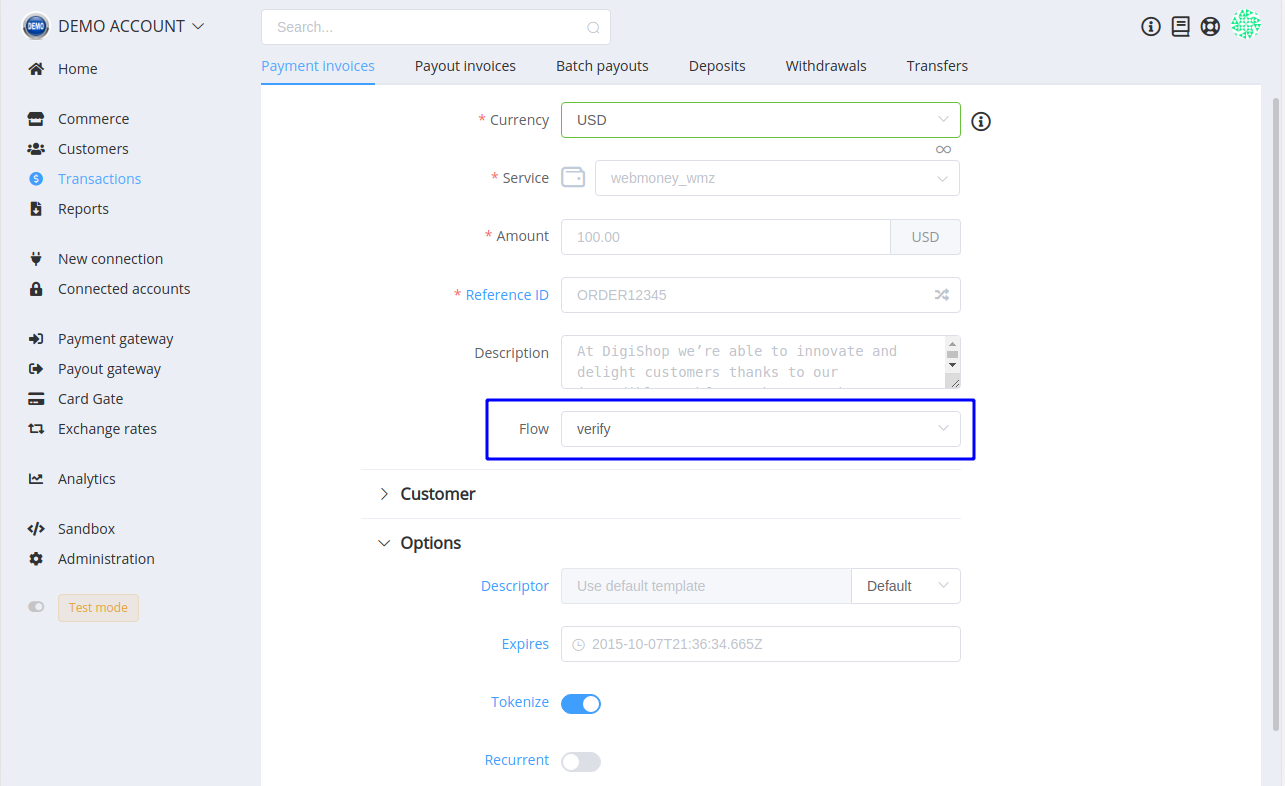 DEMO
DEMO ACCOUNT
Search...
Home
Commerce
Customers
Transactions
Reports
New connection
Connected accounts
Payment gateway
Payout gateway
Card Gate
Exchange rates
Analytics
Sandbox
Administration
Test mode
Payment invoices
Payout invoices
Batch payouts
Deposits
Withdrawals
Transfers
* Currency
USD
* Service
webmoney_wmz
* Amount
100.00
USD
* Reference ID
ORDER12345
Description
At DigiShop we’re able to innovate and
delight customers thanks to our
Flow
verify
Customer
Options
Descriptor
Use default template
Default
Expires
2015-10-07T21:36:34.665Z
Tokenize
Recurrent